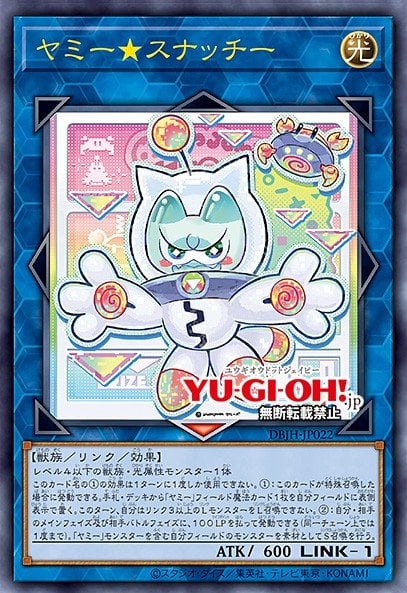 ヤミー★スナッチー
ひかり
光
ユウギオウドットジェイピー
YU-GI-OH!.jp
無断転載禁止
DBJH-JP022
【獣族／リンク／効果】
レベル４以下の獣族・光属性モンスター１体
このカード名の①の効果は１ターンに１度しか使用できない。①：このカードが特殊召喚した
場合に発動できる。手札・デッキから「ヤミー」フィールド魔法カード１枚を自分フィールドに表側
表示で置く。このターン、自分はリンク３以上のＬモンスターをＬ召喚できない。②：自分・相手
のメインフェイズ及び相手バトルフェイズに、１００ＬＰを払って発動できる（同一チェーン上では
１度まで）。「ヤミー」モンスターを含む自分フィールドのモンスターを素材としてＳ召喚を行う。
ATK/ 600 LINK-1
©スタジオ・ダイス／集英社・テレビ東京・KONAMI